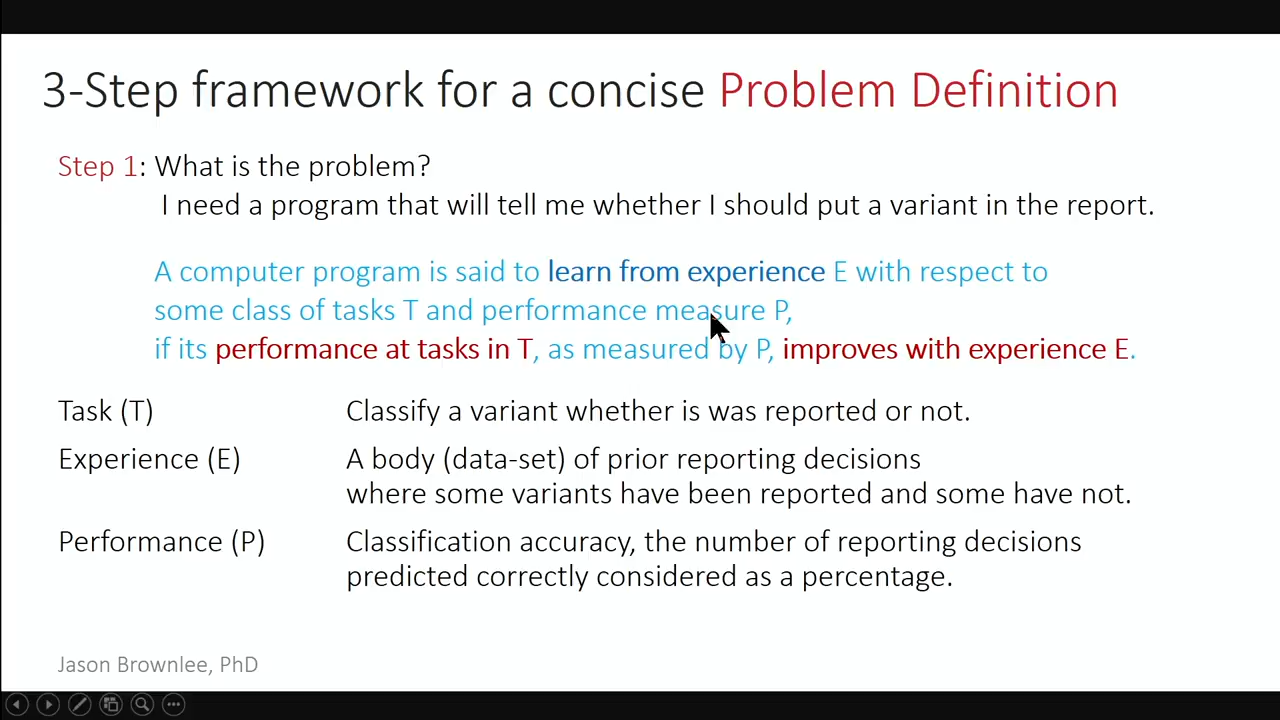 3-Step framework for a concise Problem Definition
Step 1: What is the problem?
I need a program that will tell me whether I should put a variant in the report.
A computer program is said to learn from experience E with respect to
some class of tasks T and performance measure P,
if its performance at tasks in T, as measured by P, improves with experience E.
Task (T) Classify a variant whether is was reported or not.
Experience (E) A body (data-set) of prior reporting decisions
where some variants have been reported and some have not.
Performance (P) Classification accuracy, the number of reporting decisions
predicted correctly considered as a percentage.
Jason Brownlee, PhD